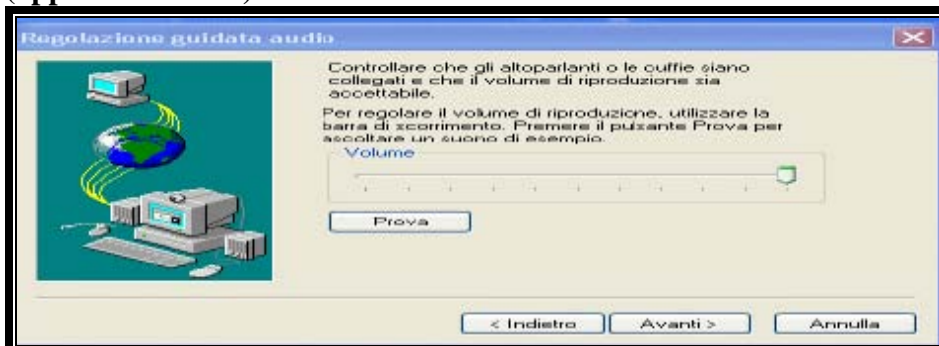 Regolazione guidata audio
Controllare che gli altoparlanti o le cuffie siano
collegati e che il volume di riproduzione sia
accettabile.
Per regolare il volume di riproduzione, utilizzare la
barra di scorrimento. Premere il pulsante Prova per
ascoltare un suono di esempio.
Volume
Prova
< Indietro
Avanti >
Annulla